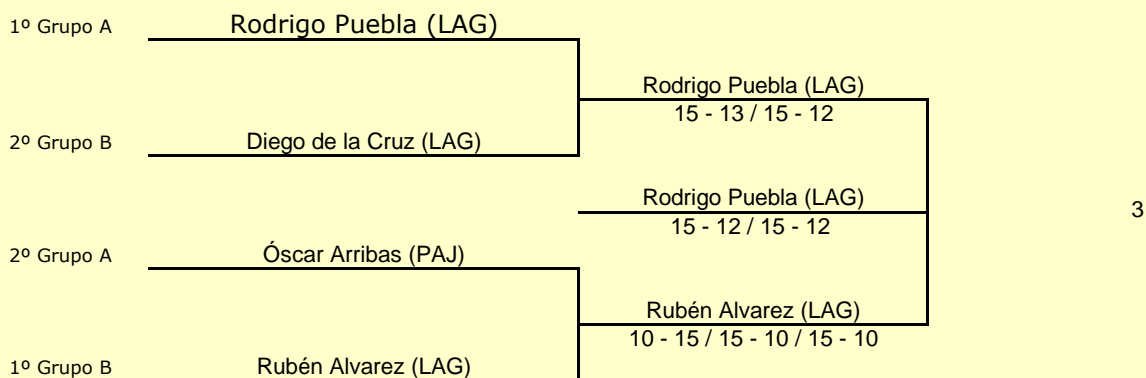 1º Grupo A Rodrigo Puebla (LAG)
Rodrigo Puebla (LAG)
15 - 13 / 15 - 12
2º Grupo B Diego de la Cruz (LAG)
Rodrigo Puebla (LAG)
15 - 12 / 15 - 12
3
2º Grupo A Óscar Arribas (PAJ)
Rubén Alvarez (LAG)
10 - 15 / 15 - 10 / 15 - 10
1º Grupo B Rubén Alvarez (LAG)